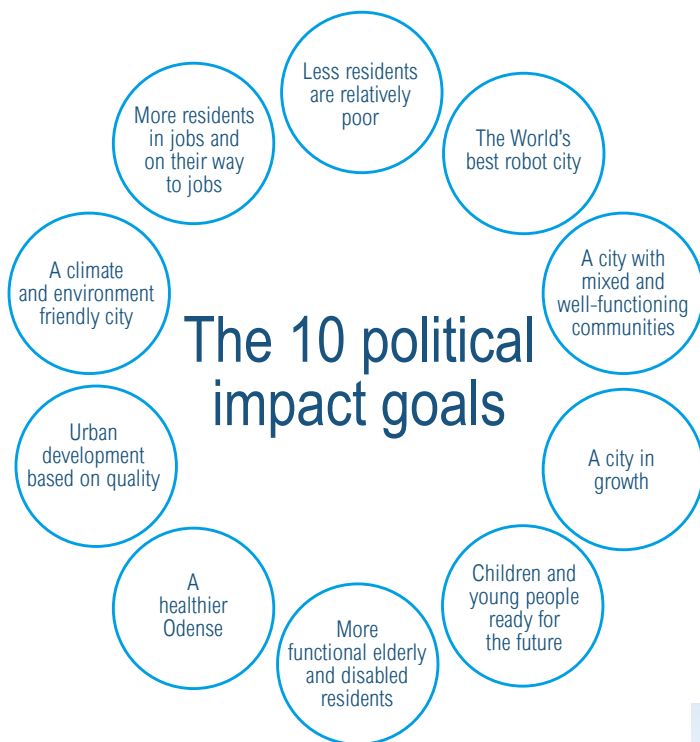 Less residents
are relatively
poor
The World's
best robot city
A city with
mixed and
well-functioning
communities
A city in
growth
Children and
young people
ready for
the future
More
functional elderly
and disabled
residents
A
healthier
Odense
Urban
development
based on quality
A climate
and environment
friendly city
More residents
in jobs and
on their way
to jobs
The 10 political
impact goals